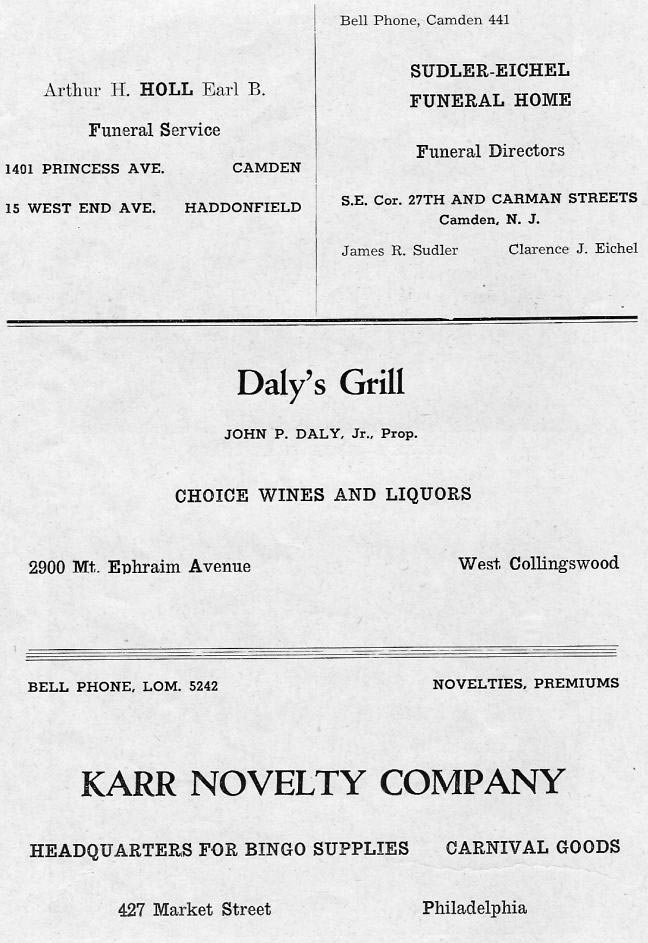 Arthur H. HOLL Earl B.
Funeral Service
1401 PRINCESS AVE. CAMDEN
15 WEST END AVE. HADDONFIELD
Bell Phone, Camden 441
SUDLER-EICHEL
FUNERAL HOME
Funeral Directors
S.E. Cor. 27TH AND CARMAN STREETS
Camden, N. J.
James R. Sudler Clarence J. Eichel
Daly's Grill
JOHN P. DALY, Jr., Prop.
CHOICE WINES AND LIQUORS
2900 Mt. Ephraim Avenue West Collingswood
BELL PHONE, LOM. 5242 NOVELTIES, PREMIUMS
KARR NOVELTY COMPANY
HEADQUARTERS FOR BINGO SUPPLIES CARNIVAL GOODS
427 Market Street Philadelphia